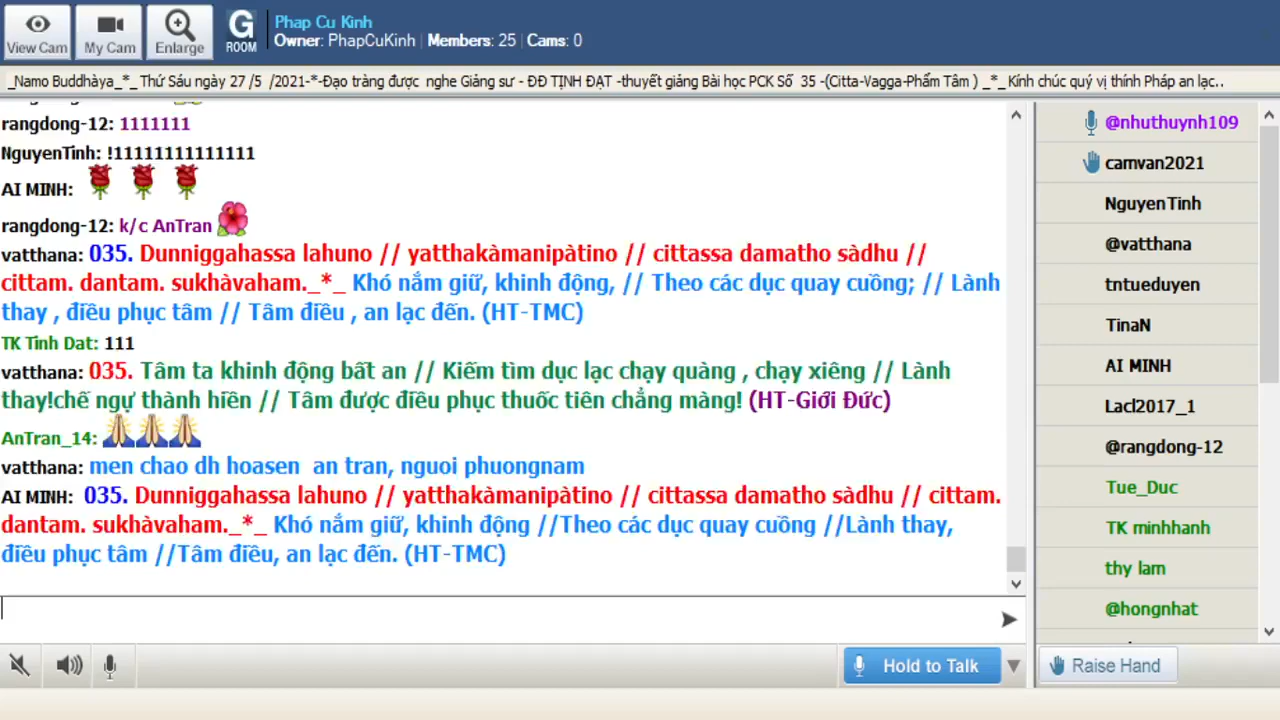 View Cam
My Cam
Enlarge
G
ROOM
Phap Cu Kinh
Owner: PhapCuKinh | Members: 25 | Cams: 0
_Namo Buddhàya_*_ Thứ Sáu ngày 27 /5 /2021-*-Đạo tràng được nghe Giảng sư - ĐĐ TỊNH ĐẠT -thuyết giảng Bài học PCK Số 35 -(Citta-Vagga-Phẩm Tâm ) _*_ Kính chúc quý vị thính Pháp an lạc..
rangdong-12: 1111111
NguyenTinh: !11111111111111
AI MINH:
rangdong-12: k/c AnTran
vatthana: 035. Dunniggahassa lahuno // yatthakàmanipàtino // cittassa damatho sàdhu //
cittam. dantam. sukhàvaham._*_ Khó nắm giữ, khinh động, // Theo các dục quay cuồng; // Lành
thay , điều phục tâm // Tâm điều , an lạc đến. (HT-TMC)
TK Tinh Dat: 111
vatthana: 035. Tâm ta khinh động bất an // Kiếm tìm dục lạc chạy quàng , chạy xiêng // Lành
thay!chế ngự thành hiền // Tâm được điều phục thuốc tiên chẳng màng! (HT-Giới Đức)
AnTran_14:
vatthana: men chao dh hoasen an tran, nguoi phuongnam
AI MINH: 035. Dunniggahassa lahuno // yatthakàmanipàtino // cittassa damatho sàdhu // cittam.
dantam. sukhàvaham._*_ Khó nắm giữ, khinh động //Theo các dục quay cuồng //Lành thay,
điều phục tâm //Tâm điều, an lạc đến. (HT-TMC)
@nhuthuynh109
camvan2021
NguyenTinh
@vatthana
tntueduyen
TinaN
AI MINH
Lacl2017_1
@rangdong-12
Tue_Duc
TK minhhanh
thy lam
@hongnhat
Hold to Talk
Raise Hand